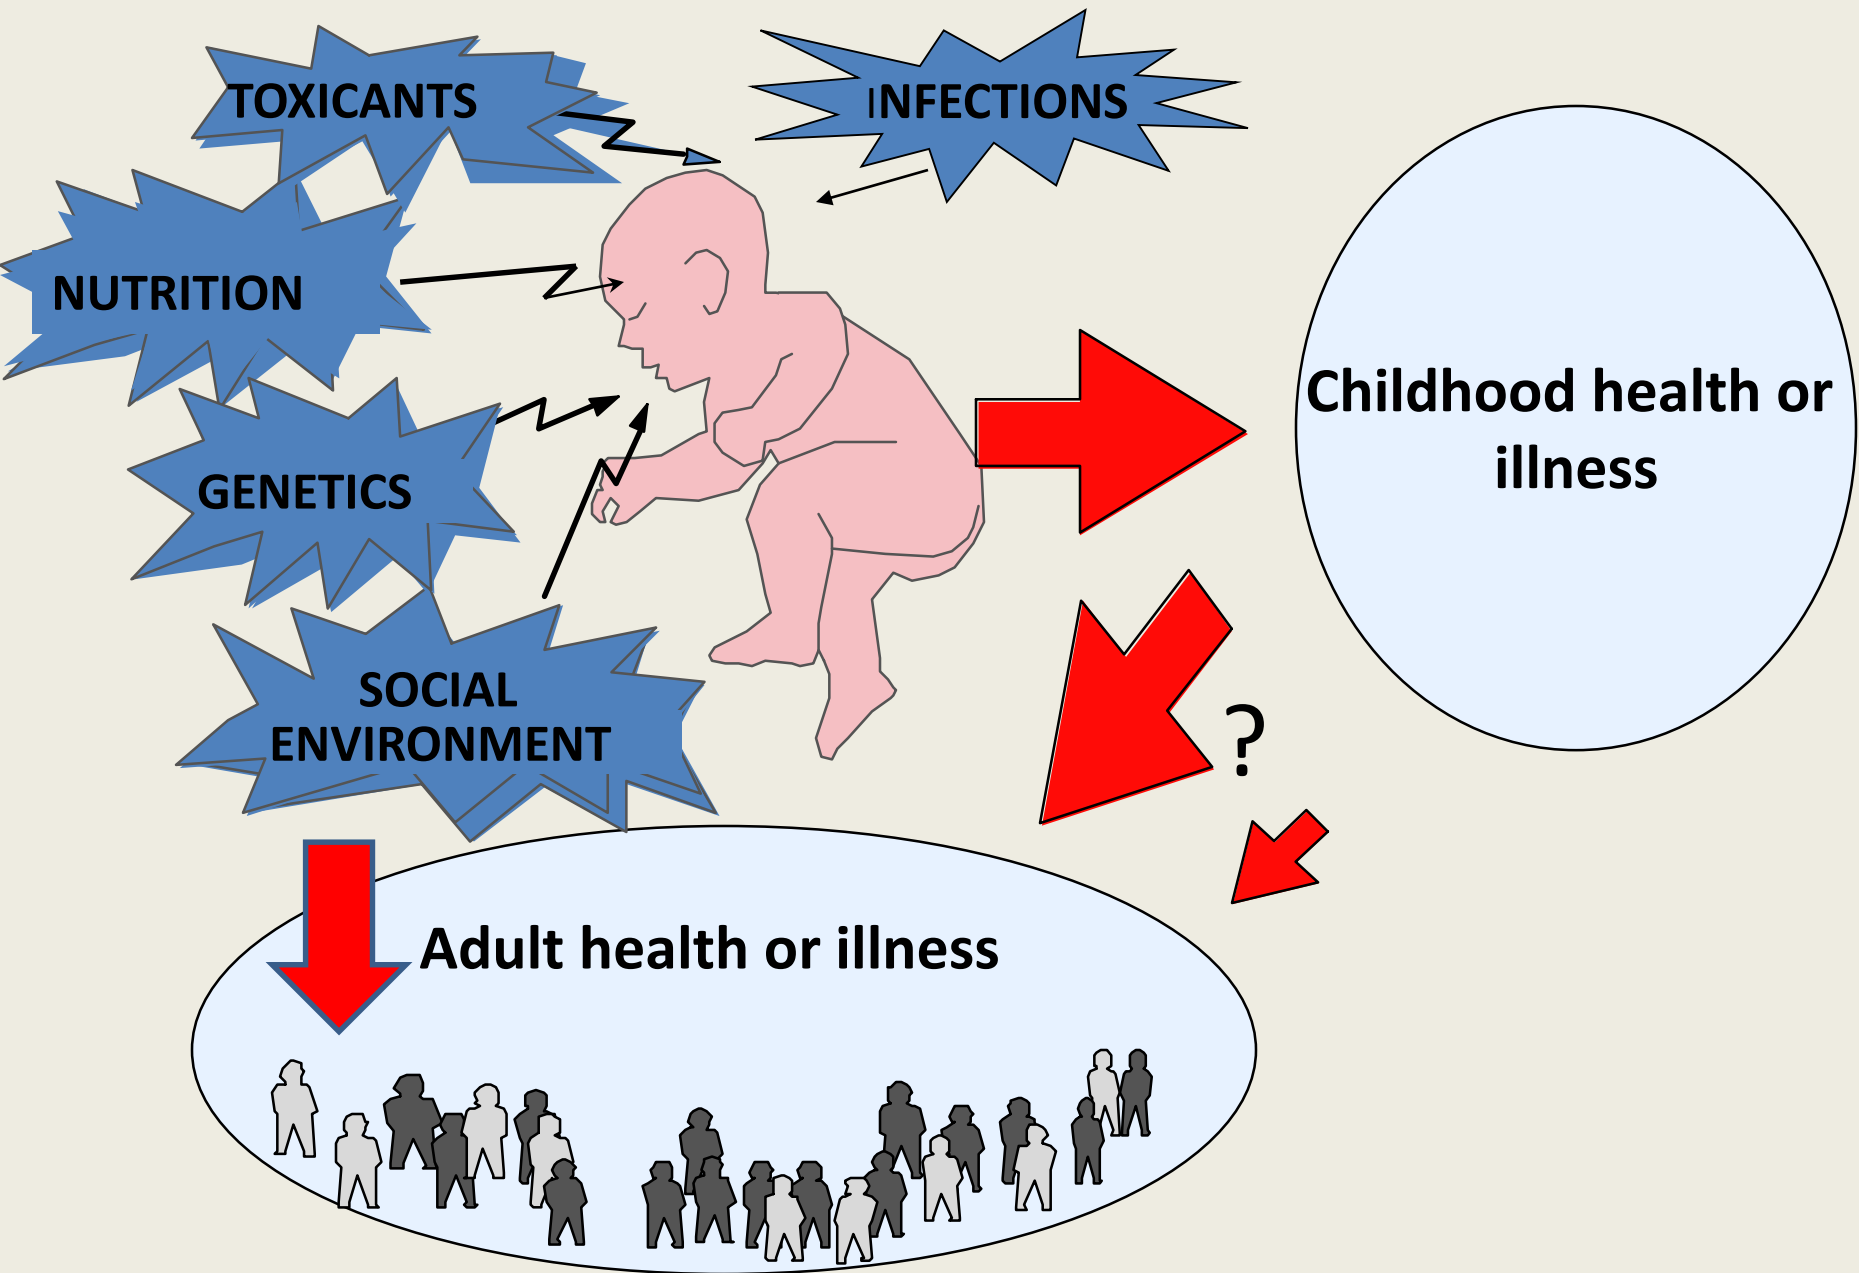 TOXICANTS
INFECTIONS
NUTRITION
GENETICS
SOCIAL
ENVIRONMENT
Childhood health or
illness
?
Adult health or illness